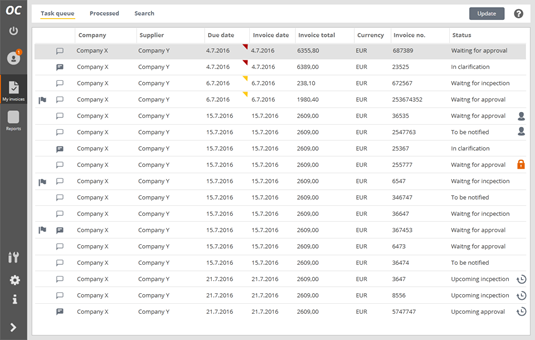 OC
Task queue Processed Search Update ?
1
My invoices
Reports
Company Supplier Due date Invoice date Invoice total Currency Invoice no. Status
Company X Company Y 4.7.2016 4.7.2016 6355,80 EUR 687389 Waiting for approval
Company X Company Y 4.7.2016 4.7.2016 6389,00 EUR 23525 In clarification
Company X Company Y 6.7.2016 6.7.2016 238,10 EUR 672567 Waiting for incpection
Company X Company Y 6.7.2016 6.7.2016 1980,40 EUR 253674352 Waitng for approval
Company X Company Y 15.7.2016 15.7.2016 2609,00 EUR 36535 Waitng for approval
Company X Company Y 15.7.2016 15.7.2016 2609,00 EUR 2547763 To be notified
Company X Company Y 15.7.2016 15.7.2016 2609,00 EUR 25367 In clarification
Company X Company Y 15.7.2016 15.7.2016 2609,00 EUR 255777 Waitng for approval
Company X Company Y 15.7.2016 15.7.2016 2609,00 EUR 6547 Waitng for incpection
Company X Company Y 15.7.2016 15.7.2016 2609,00 EUR 346747 To be notified
Company X Company Y 15.7.2016 15.7.2016 2609,00 EUR 36647 Waitng for incpection
Company X Company Y 15.7.2016 15.7.2016 2609,00 EUR 367453 Waitng for approval
Company X Company Y 15.7.2016 15.7.2016 2609,00 EUR 6473 Waitng for approval
Company X Company Y 15.7.2016 15.7.2016 2609,00 EUR 36474 To be notified
Company X Company Y 21.7.2016 21.7.2016 2609,00 EUR 3647 Upcoming incpection
Company X Company Y 21.7.2016 21.7.2016 2609,00 EUR 8556 Upcoming incpection
Company X Company Y 21.7.2016 21.7.2016 2609,00 EUR 5747747 Upcoming approval